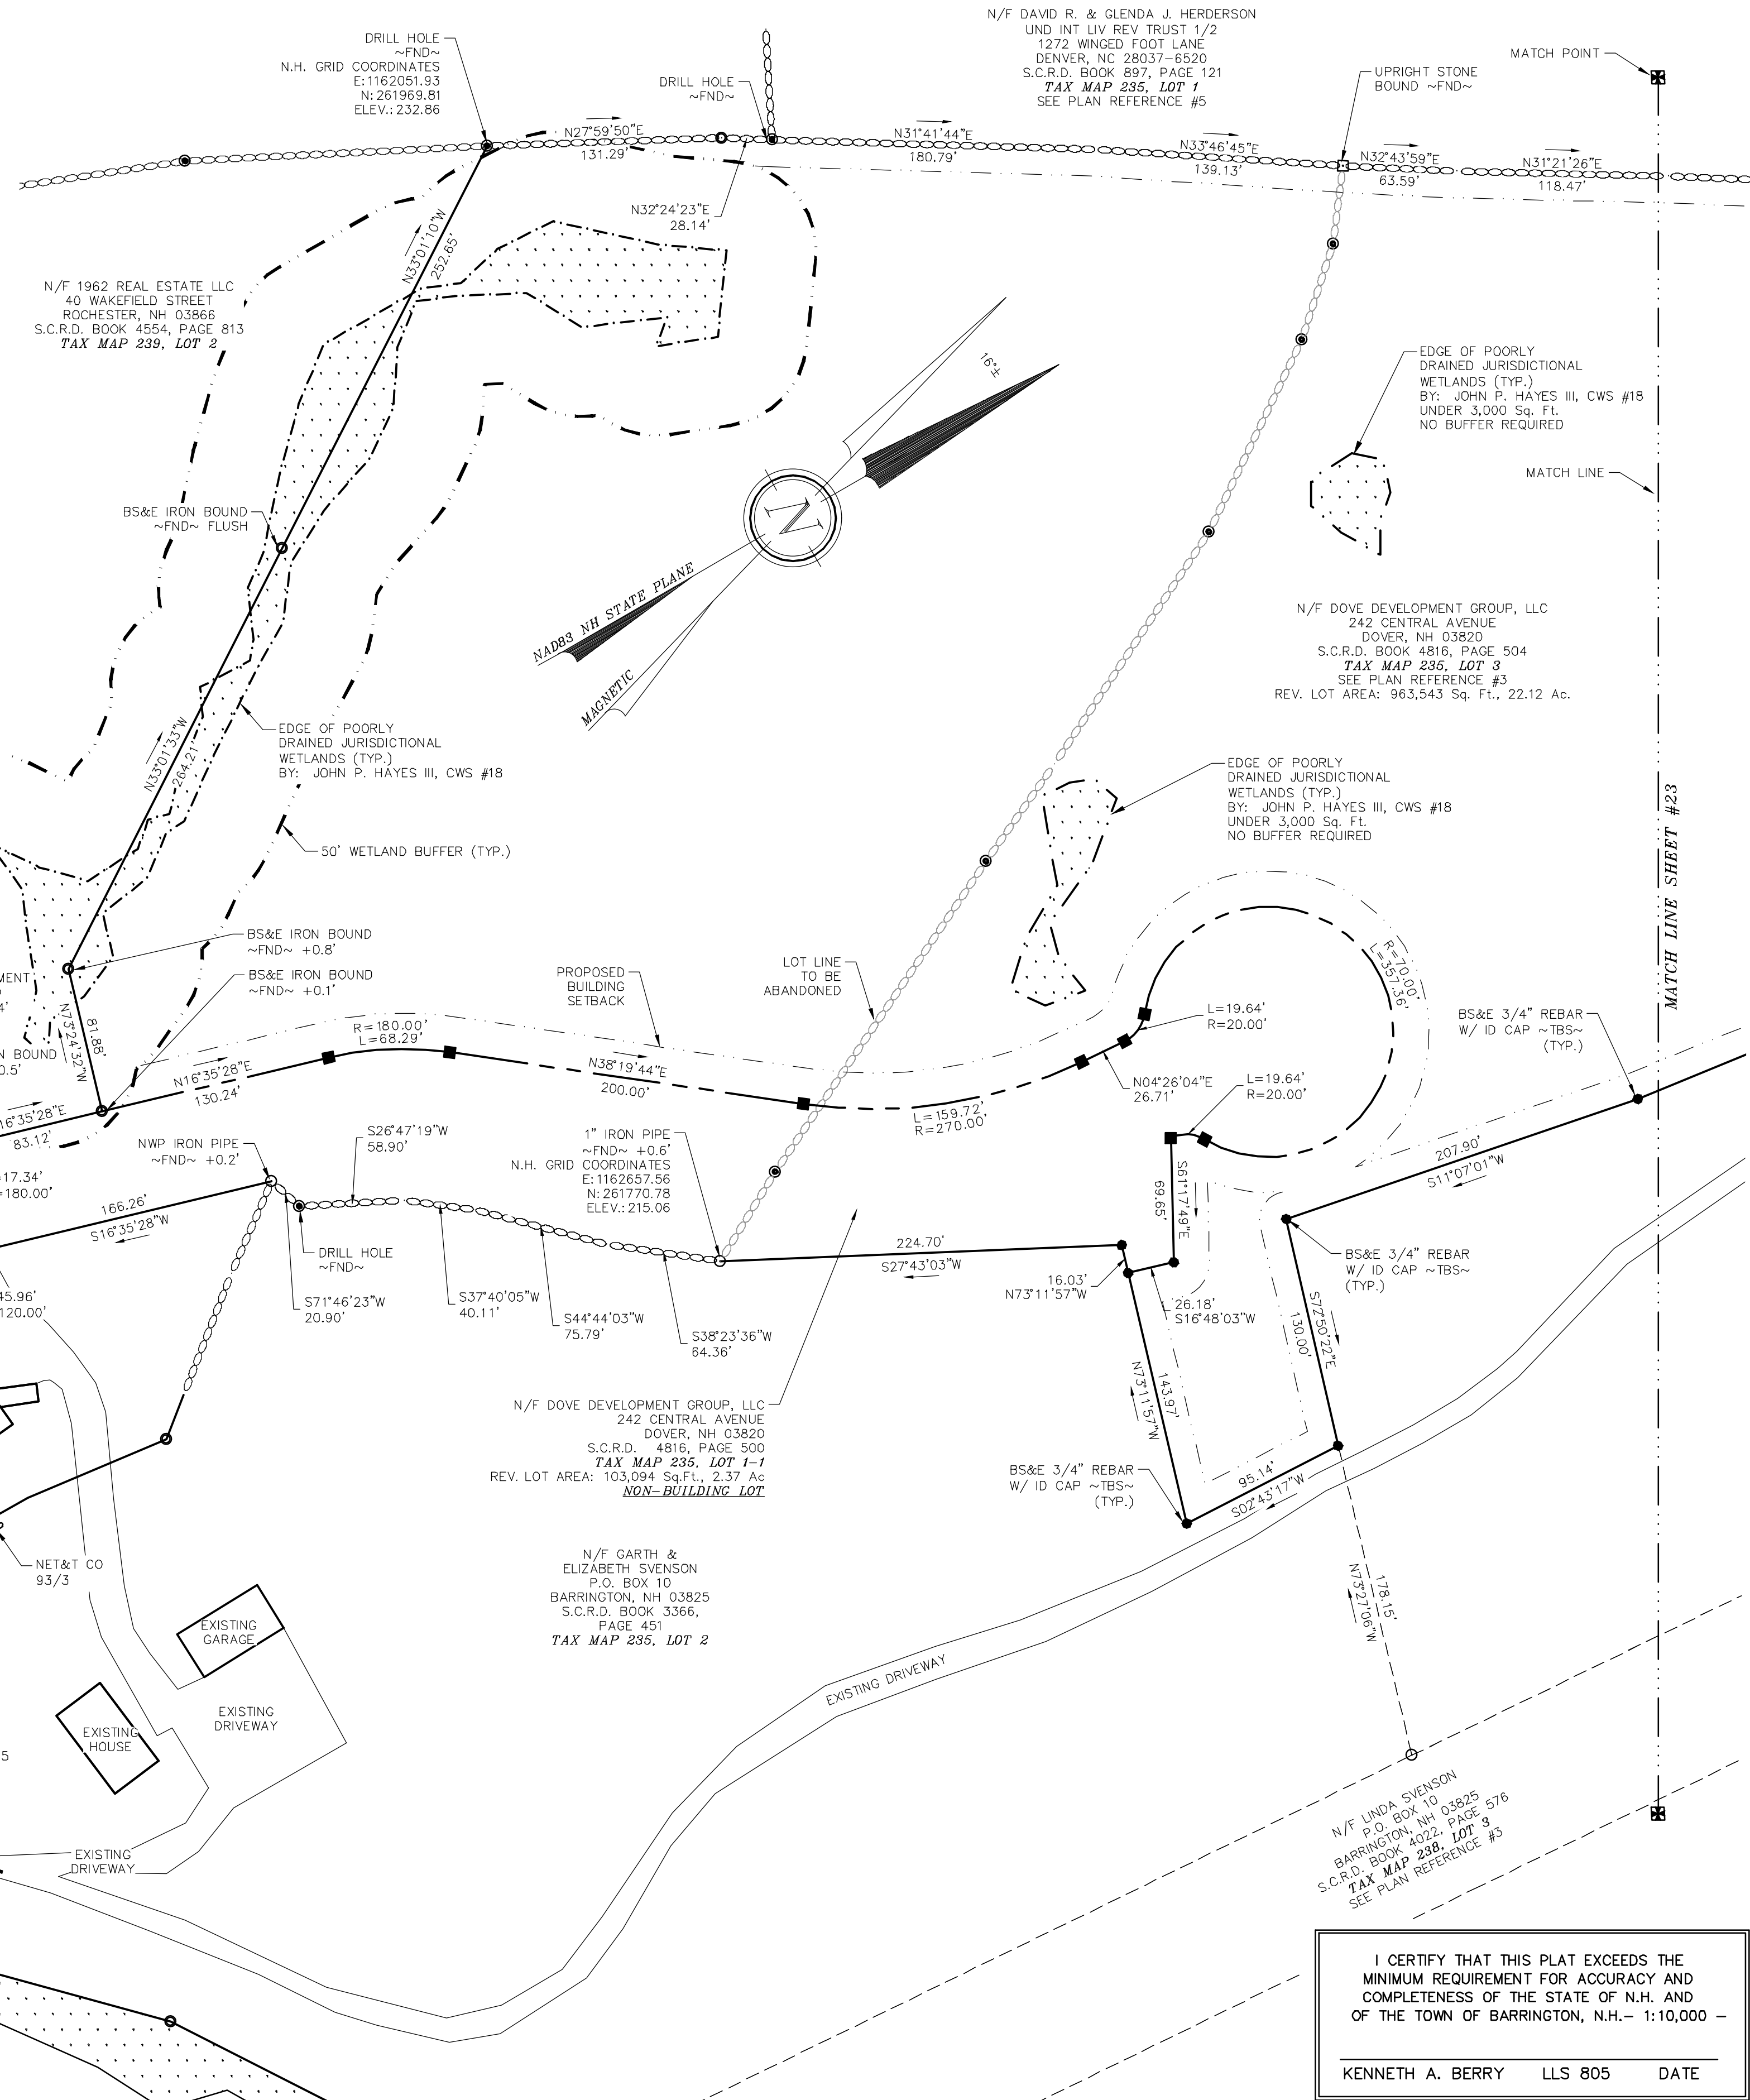 N/F DAVID R. & GLENDA J. HERDERSON
UND INT LIV REV TRUST 1/2
1272 WINGED FOOT LANE
DENVER, NC 28037-6520
S.C.R.D. BOOK 897, PAGE 121
TAX MAP 235, LOT 1
SEE PLAN REFERENCE #5
DRILL HOLE
~FND~
N.H. GRID COORDINATES
E:1162051.93
N:261969.81
ELEV.:232.86
DRILL HOLE
~FND~
UPRIGHT STONE
BOUND ~FND~
MATCH POINT
N27°59'50"E
131.29'
N31°41'44"E
180.79'
N33°46'45"E
139.13'
N32°43'59"E
63.59'
N31°21'26"E
118.47'
N32°24'23"E
28.14'
N33°01'10"W
252.65'
N/F 1962 REAL ESTATE LLC
40 WAKEFIELD STREET
ROCHESTER, NH 03866
S.C.R.D. BOOK 4554, PAGE 813
TAX MAP 239, LOT 2
16°±
N
NAD83 NH STATE PLANE
MAGNETIC
EDGE OF POORLY
DRAINED JURISDICTIONAL
WETLANDS (TYP.)
BY: JOHN P. HAYES III, CWS #18
UNDER 3,000 Sq. Ft.
NO BUFFER REQUIRED
MATCH LINE
BS&E IRON BOUND
~FND~ FLUSH
N/F DOVE DEVELOPMENT GROUP, LLC
242 CENTRAL AVENUE
DOVER, NH 03820
S.C.R.D. BOOK 4816, PAGE 504
TAX MAP 235, LOT 3
SEE PLAN REFERENCE #3
REV. LOT AREA: 963,543 Sq. Ft., 22.12 Ac.
N33°01'33"W
264.21'
EDGE OF POORLY
DRAINED JURISDICTIONAL
WETLANDS (TYP.)
BY: JOHN P. HAYES III, CWS #18
50' WETLAND BUFFER (TYP.)
EDGE OF POORLY
DRAINED JURISDICTIONAL
WETLANDS (TYP.)
BY: JOHN P. HAYES III, CWS #18
UNDER 3,000 Sq. Ft.
NO BUFFER REQUIRED
MATCH LINE SHEET #23
BS&E IRON BOUND
~FND~ +0.8'
BS&E IRON BOUND
~FND~ +0.1'
MENT
4'
N BOUND
0.5'
81.88'
N73°24'32"W
PROPOSED
BUILDING
SETBACK
LOT LINE
TO BE
ABANDONED
R=70.00'
L=357.36'
L=19.64'
R=20.00'
BS&E 3/4" REBAR
W/ ID CAP ~TBS~
(TYP.)
R=180.00'
L=68.29'
N16°35'28"E
130.24'
N38°19'44"E
200.00'
L=159.72'
R=270.00'
N04°26'04"E
26.71'
L=19.64'
R=20.00'
16°35'28"E
83.12'
=17.34'
=180.00'
NWP IRON PIPE
~FND~ +0.2'
S26°47'19"W
58.90'
1" IRON PIPE
~FND~ +0.6'
N.H. GRID COORDINATES
E:1162657.56
N:261770.78
ELEV.:215.06
S61°17'49"E
69.65'
207.90'
S11°07'01"W
166.26'
S16°35'28"W
DRILL HOLE
~FND~
224.70'
S27°43'03"W
16.03'
N73°11'57"W
26.18'
S16°48'03"W
BS&E 3/4" REBAR
W/ ID CAP ~TBS~
(TYP.)
45.96'
120.00'
S71°46'23"W
20.90'
S37°40'05"W
40.11'
S44°44'03"W
75.79'
S38°23'36"W
64.36'
S72°50'22"E
130.00'
143.97'
N73°11'57"W
N/F DOVE DEVELOPMENT GROUP, LLC
242 CENTRAL AVENUE
DOVER, NH 03820
S.C.R.D. 4816, PAGE 500
TAX MAP 235, LOT 1-1
REV. LOT AREA: 103,094 Sq.Ft., 2.37 Ac
NON-BUILDING LOT
BS&E 3/4" REBAR
W/ ID CAP ~TBS~
(TYP.)
95.14'
S02°43'17"W
NET&T CO
93/3
N/F GARTH &
ELIZABETH SVENSON
P.O. BOX 10
BARRINGTON, NH 03825
S.C.R.D. BOOK 3366,
PAGE 451
TAX MAP 235, LOT 2
178.15'
N73°27'06"W
EXISTING
GARAGE
EXISTING DRIVEWAY
EXISTING
DRIVEWAY
EXISTING
HOUSE
5
EXISTING
DRIVEWAY
N/F LINDA SVENSON
P.O. BOX 10
BARRINGTON, NH 03825
S.C.R.D. BOOK 4022, PAGE 576
TAX MAP 238, LOT 3
SEE PLAN REFERENCE #3
I CERTIFY THAT THIS PLAT EXCEEDS THE
MINIMUM REQUIREMENT FOR ACCURACY AND
COMPLETENESS OF THE STATE OF N.H. AND
OF THE TOWN OF BARRINGTON, N.H.- 1:10,000 -
KENNETH A. BERRY LLS 805 DATE